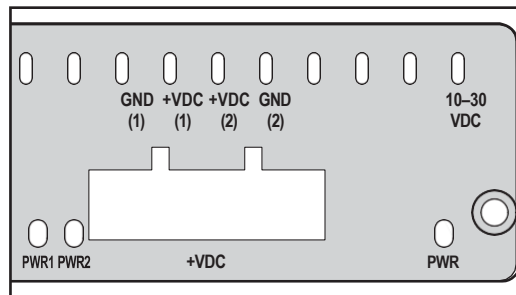 GND +VDC +VDC GND 10–30
(1) (1) (2) (2) VDC
PWR1 PWR2 +VDC PWR